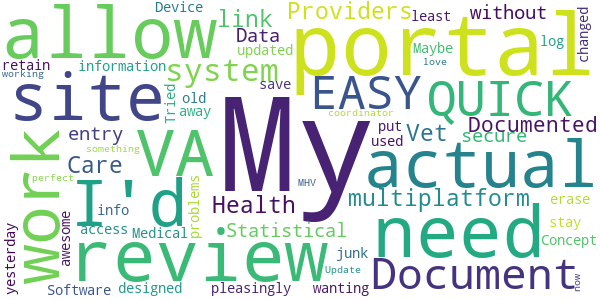 allow
Device
link
Providers
least
without
changed
retain
Documented
information
Data
updated
Maybe
log
portal
working
Tried
system
save
love
site
old
away
EASY
QUICK
entry
VA
coordinator
put
used
Vet
secure
Care
work
something
My
actual
perfect
I'd
info
Health
MHV
multiplatform
erase
access
Medical
problems
Statistical
need
stay
yesterday
awesome
review
junk
Concept
Update
Document
Software
designed
pleasingly
wanting
now